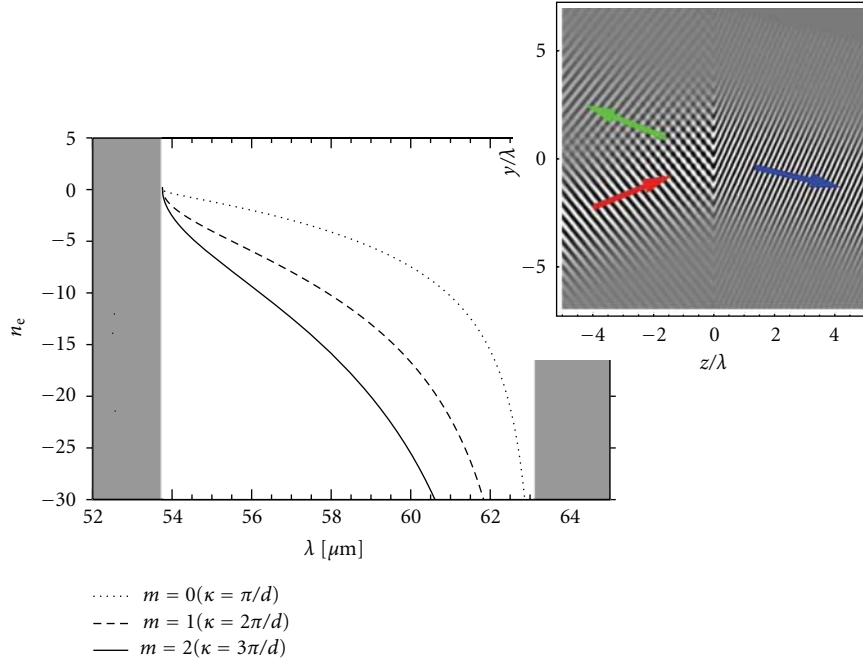 5
0
−5
y/λ
−4 −2 0 2 4
z/λ
5
0
−5
−10
−15
−20
−25
−30
n_e
52 54 56 58 60 62 64
λ [μm]
m = 0(κ = π/d)
m = 1(κ = 2π/d)
m = 2(κ = 3π/d)